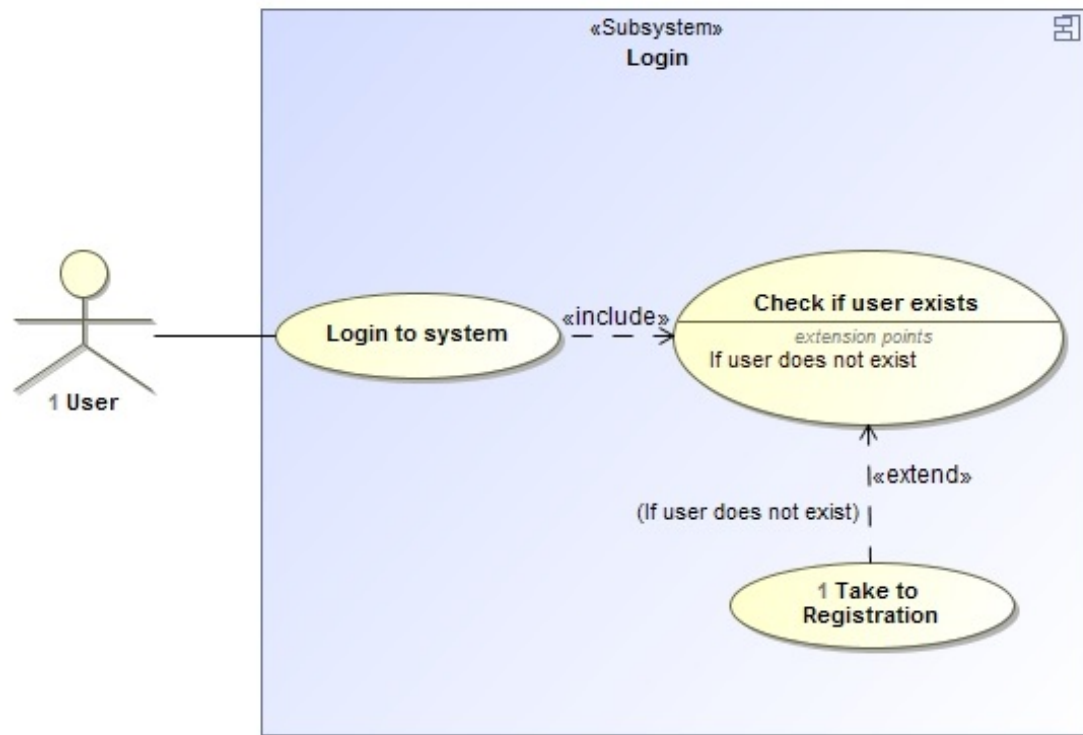 «Subsystem»
Login
Login to system
«include»
Check if user exists
extension points
If user does not exist
1 User
«extend»
(If user does not exist)
1 Take to
Registration